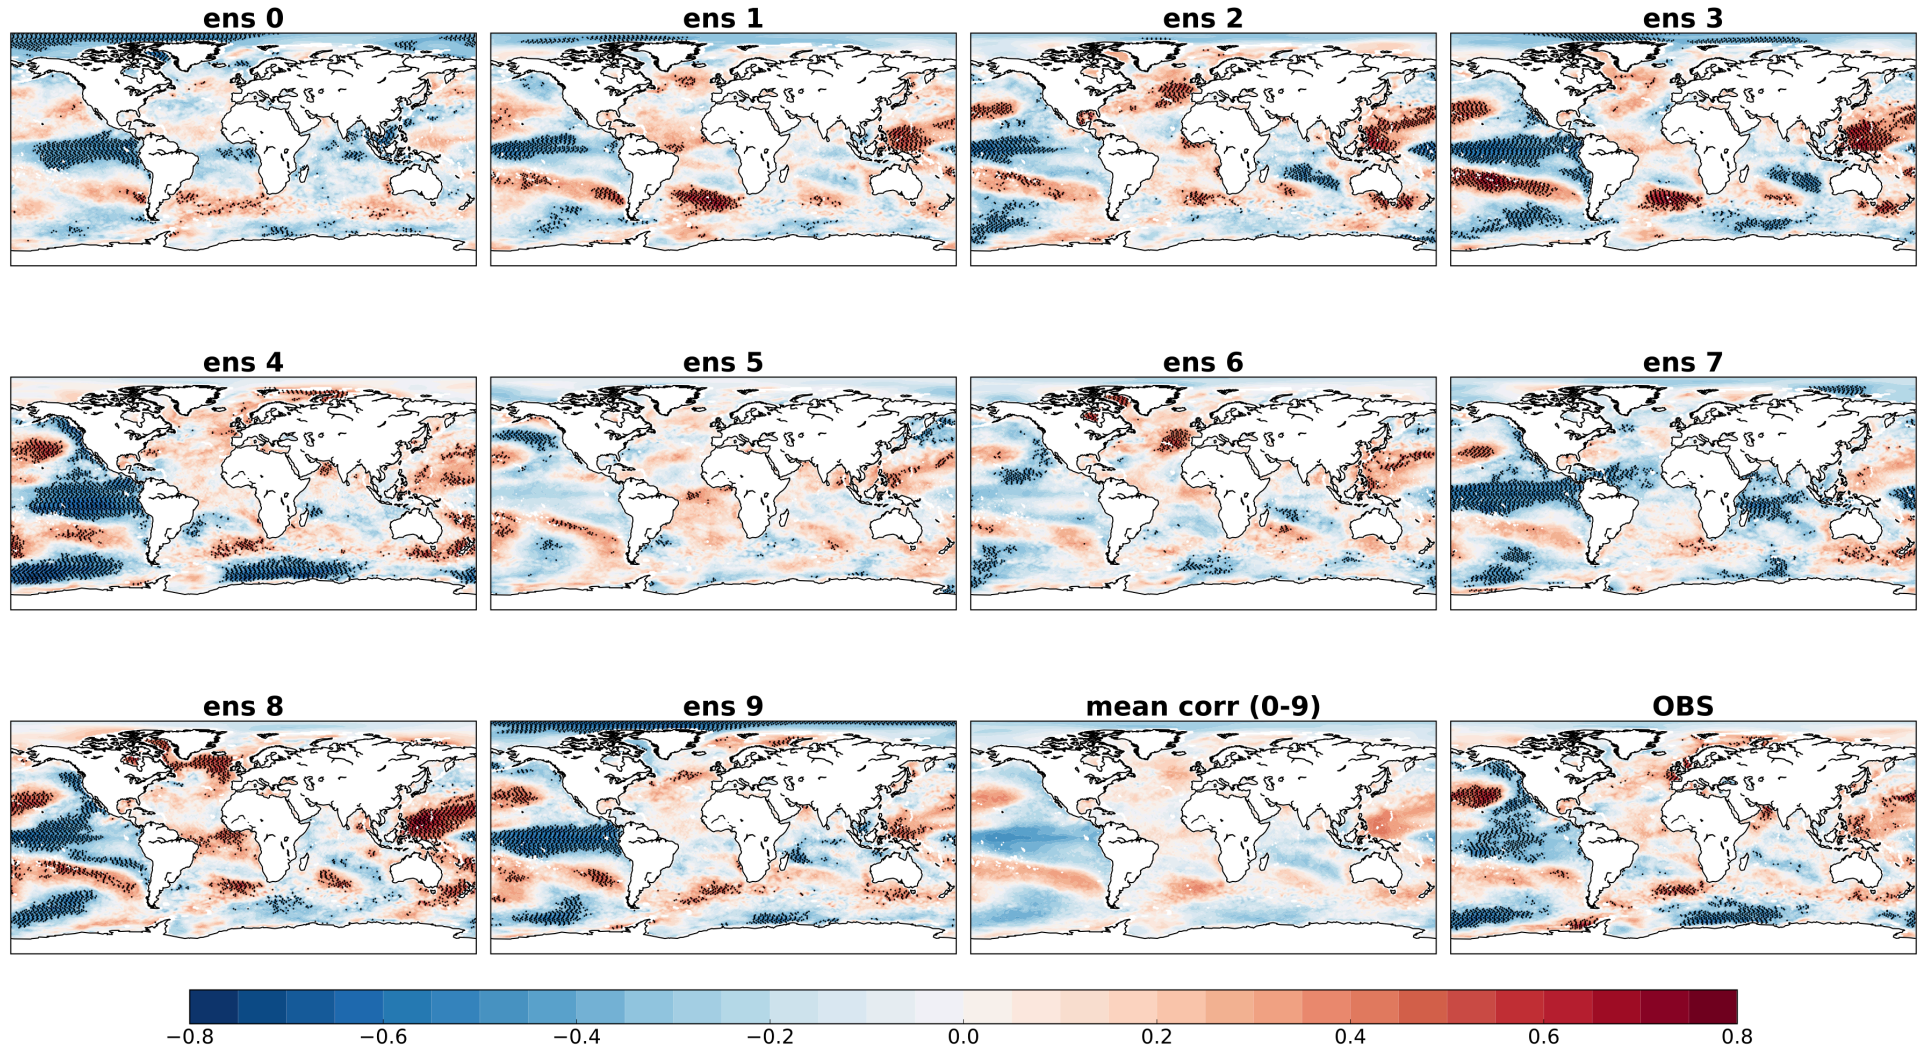 ens 0 ens 1 ens 2 ens 3
ens 4 ens 5 ens 6 ens 7
ens 8 ens 9 mean corr (0-9) OBS
−0.8 −0.6 −0.4 −0.2 0.0 0.2 0.4 0.6 0.8